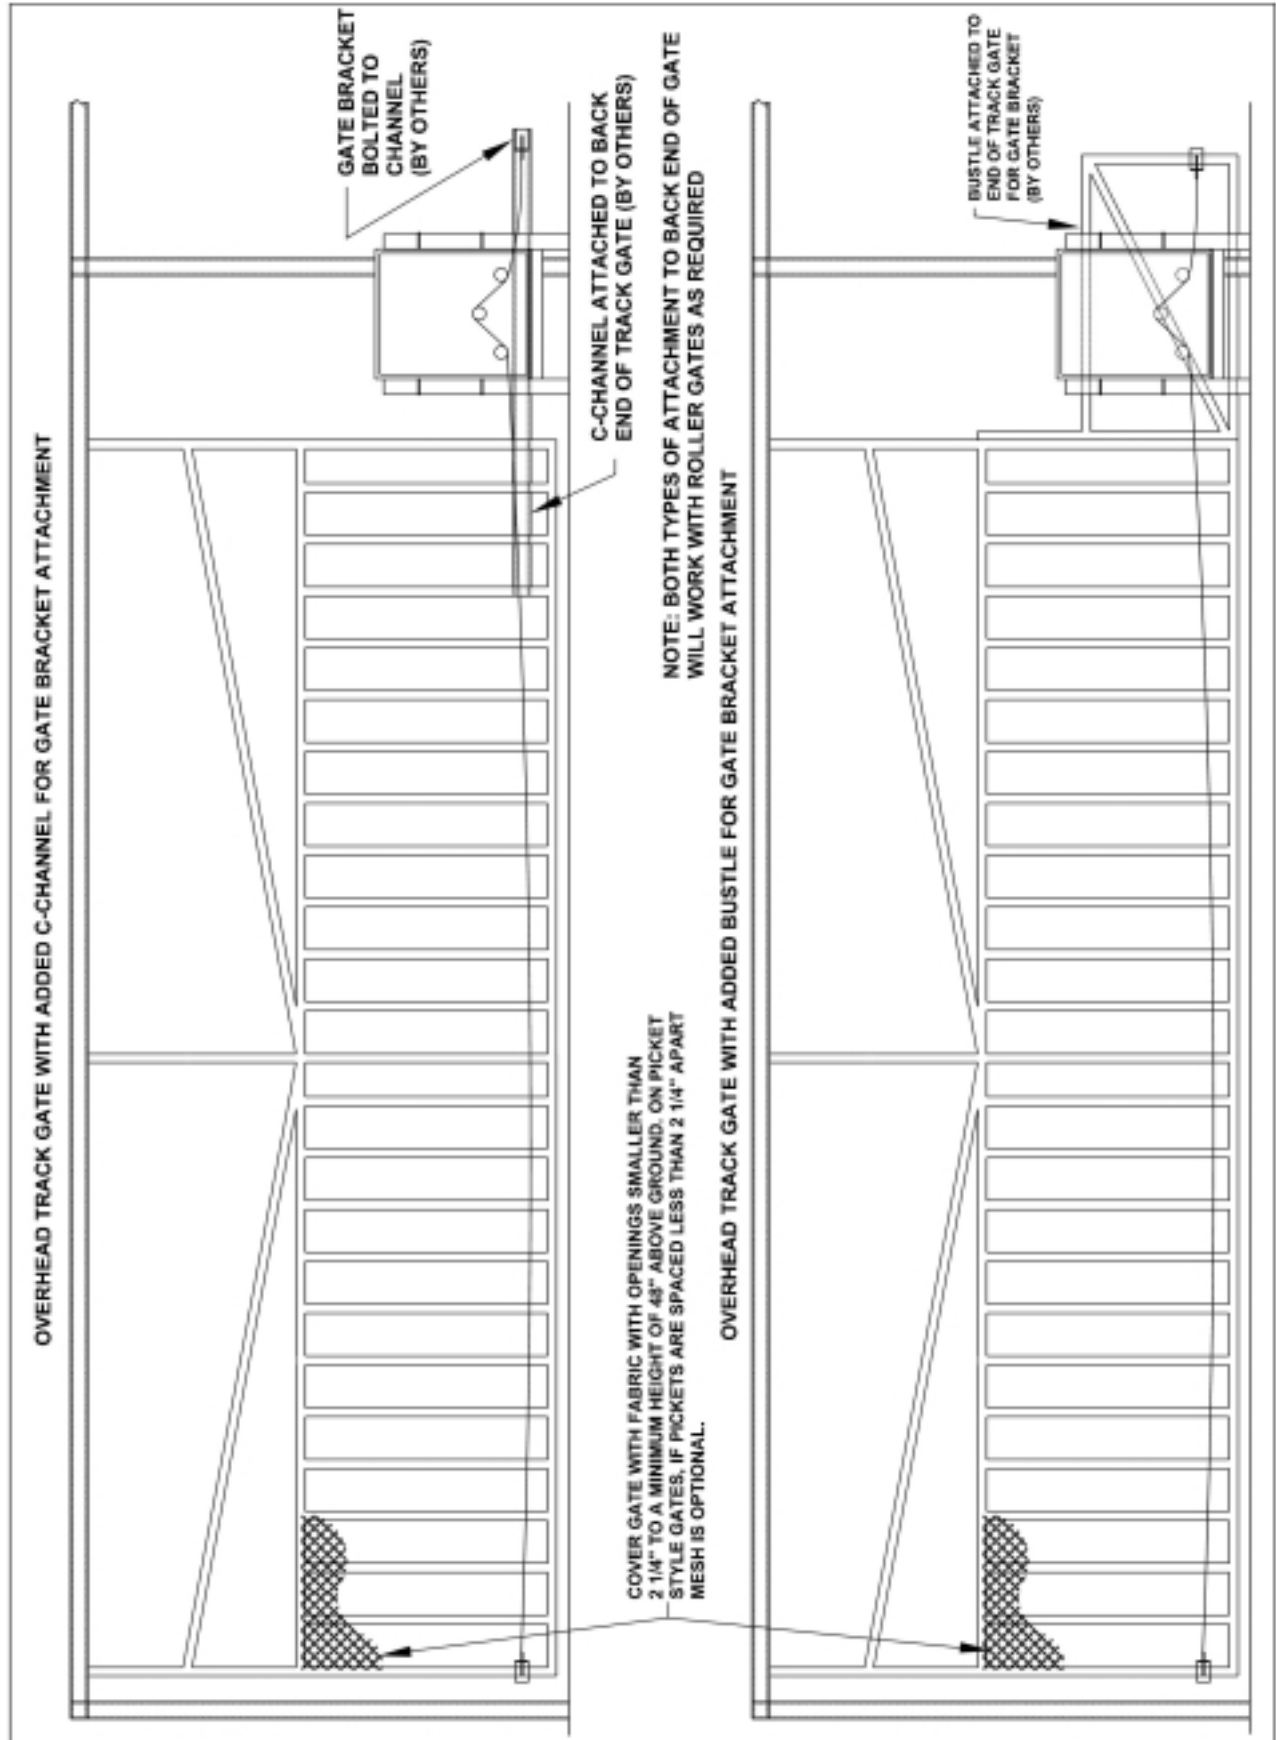 OVERHEAD TRACK GATE WITH ADDED C-CHANNEL FOR GATE BRACKET ATTACHMENT
GATE BRACKET
BOLTED TO
CHANNEL
(BY OTHERS)
C-CHANNEL ATTACHED TO BACK
END OF TRACK GATE (BY OTHERS)
COVER GATE WITH FABRIC WITH OPENINGS SMALLER THAN
2 1/4" TO A MINIMUM HEIGHT OF 48" ABOVE GROUND. ON PICKET
STYLE GATES, IF PICKETS ARE SPACED LESS THAN 2 1/4" APART
MESH IS OPTIONAL.
NOTE: BOTH TYPES OF ATTACHMENT TO BACK END OF GATE
WILL WORK WITH ROLLER GATES AS REQUIRED
OVERHEAD TRACK GATE WITH ADDED BUSTLE FOR GATE BRACKET ATTACHMENT
BUSTLE ATTACHED TO
END OF TRACK GATE
FOR GATE BRACKET
(BY OTHERS)